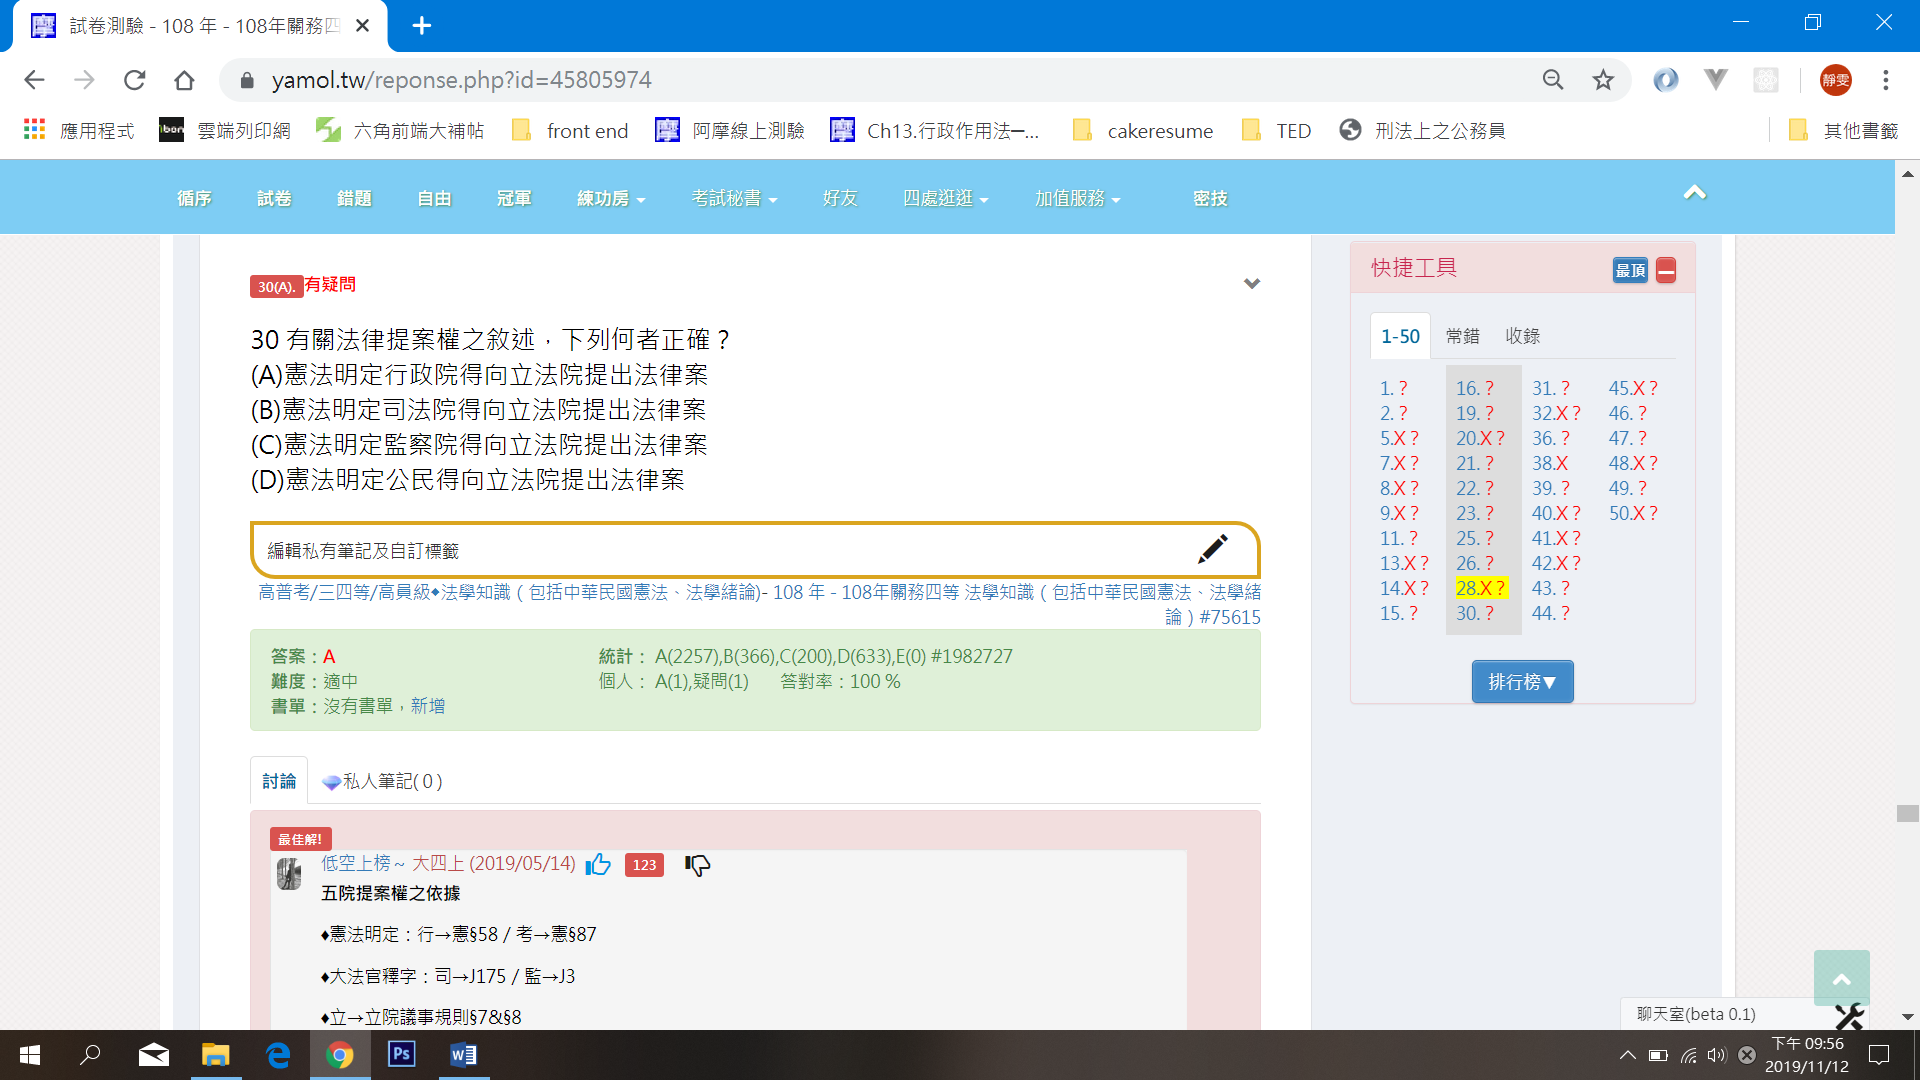 試卷測驗 - 108 年 - 108年關務四
yamol.tw/reponse.php?id=45805974
靜雯
應用程式
ibon
雲端列印網
六角前端大補帖
front end
阿摩線上測驗
Ch13.行政作用法—...
cakeresume
TED
刑法上之公務員
其他書籤
循序
試卷
錯題
自由
冠軍
練功房
考試秘書
好友
四處逛逛
加值服務
密技
30(A).
有疑問
30 有關法律提案權之敘述，下列何者正確？
(A)憲法明定行政院得向立法院提出法律案
(B)憲法明定司法院得向立法院提出法律案
(C)憲法明定監察院得向立法院提出法律案
(D)憲法明定公民得向立法院提出法律案
編輯私有筆記及自訂標籤
高普考/三四等/高員級◆法學知識（包括中華民國憲法、法學緒論)- 108 年 - 108年關務四等 法學知識（包括中華民國憲法、法學緒
論）#75615
答案：A
難度：適中
書單：沒有書單，新增
統計： A(2257),B(366),C(200),D(633),E(0) #1982727
個人： A(1),疑問(1) 答對率：100 %
討論
私人筆記( 0 )
最佳解!
低空上榜～ 大四上 (2019/05/14)
123
五院提案權之依據
♦憲法明定：行→憲§58 / 考→憲§87
♦大法官釋字：司→J175 / 監→J3
♦立→立院議事規則§7&§8
快捷工具
最頂
1-50
常錯
收錄
1. ?
2. ?
5.X ?
7.X ?
8.X ?
9.X ?
11. ?
13.X ?
14.X ?
15. ?
16. ?
19. ?
20.X ?
21. ?
22. ?
23. ?
25. ?
26. ?
28.X ?
30. ?
31. ?
32.X ?
36. ?
38.X
39. ?
40.X ?
41.X ?
42.X ?
43. ?
44. ?
45.X ?
46. ?
47. ?
48.X ?
49. ?
50.X ?
排行榜▼
聊天室(beta 0.1)
Ps
下午 09:56
2019/11/12